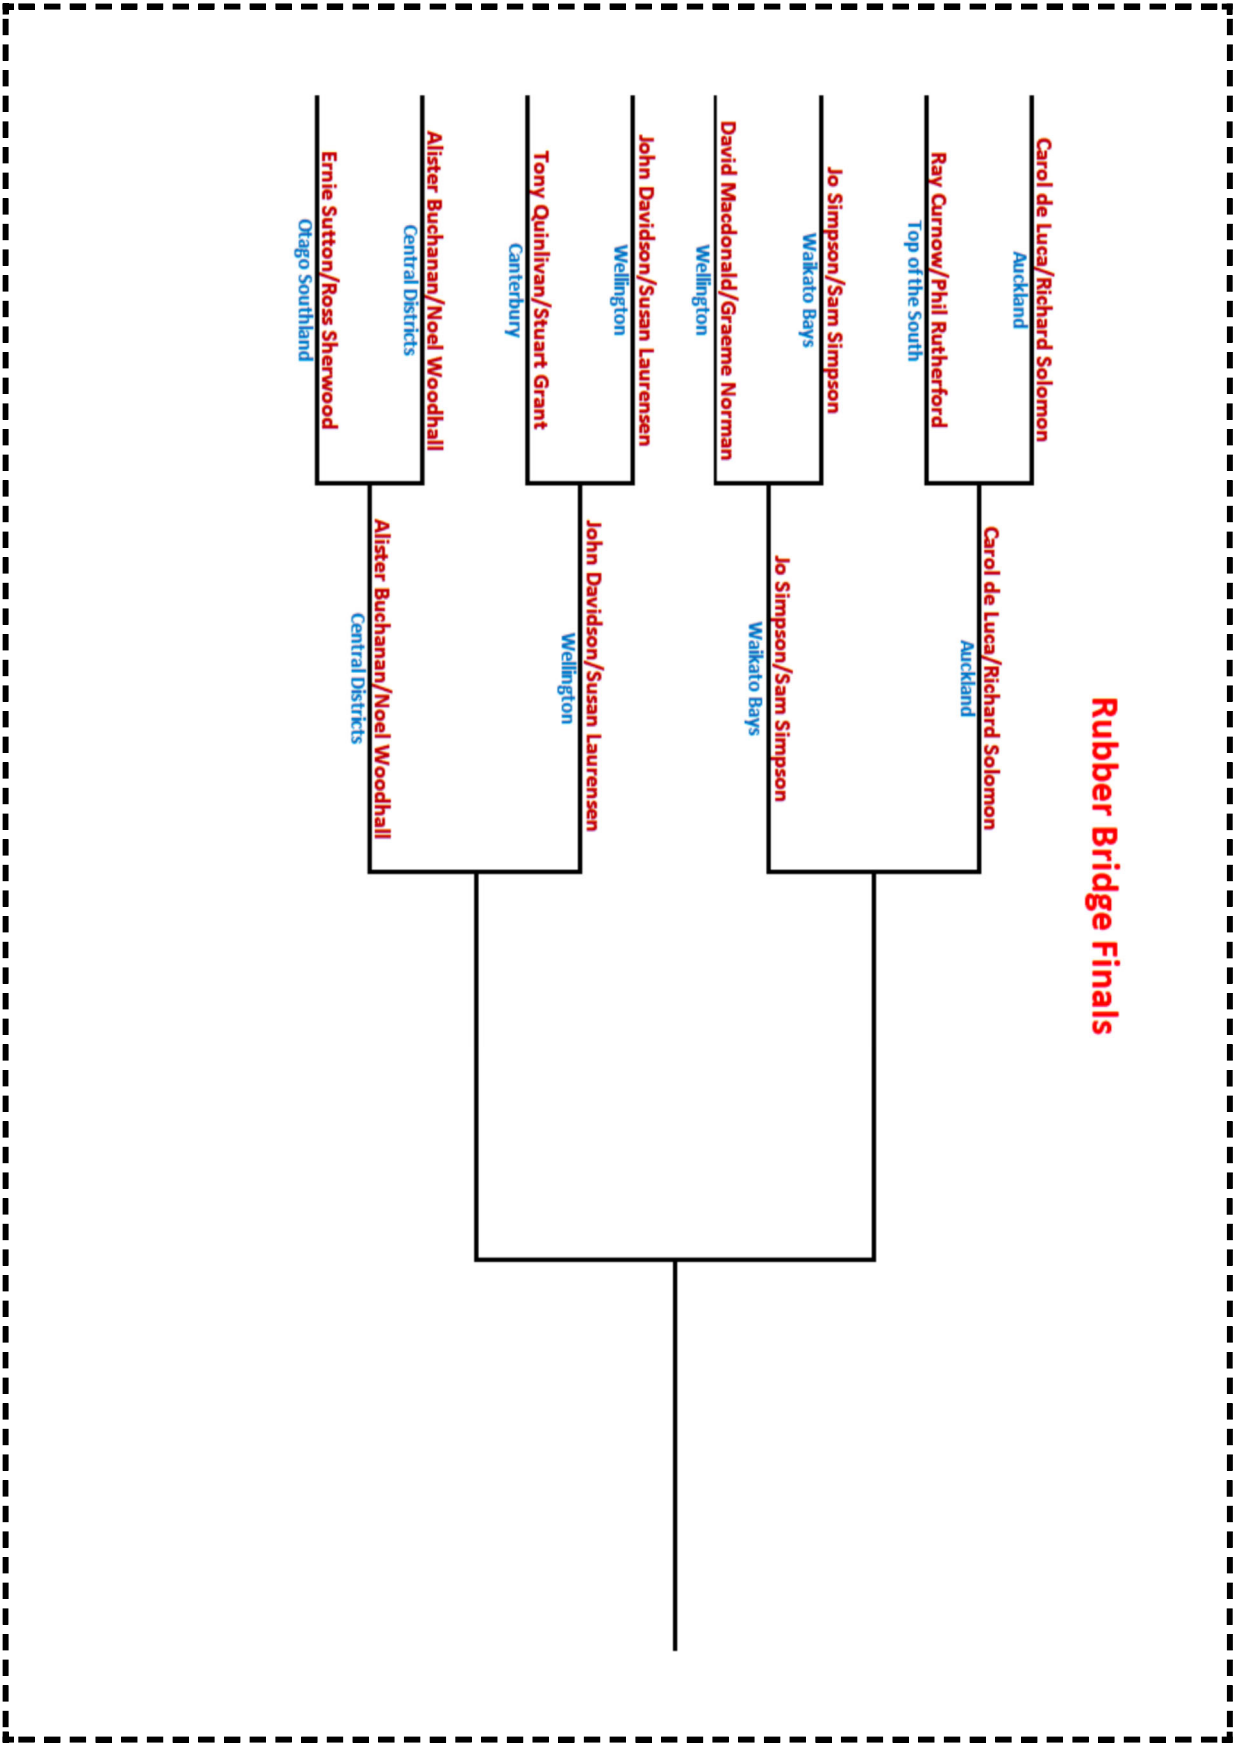 Rubber Bridge Finals
Carol de Luca/Richard Solomon
Auckland
Ray Curnow/Phil Rutherford
Top of the South
Jo Simpson/Sam Simpson
Waikato Bays
David Macdonald/Graeme Norman
Wellington
John Davidson/Susan Laurensen
Wellington
Tony Quinlivan/Stuart Grant
Canterbury
Alister Buchanan/Noel Woodhall
Central Districts
Ernie Sutton/Ross Sherwood
Otago Southland
Carol de Luca/Richard Solomon
Auckland
Jo Simpson/Sam Simpson
Waikato Bays
John Davidson/Susan Laurensen
Wellington
Alister Buchanan/Noel Woodhall
Central Districts